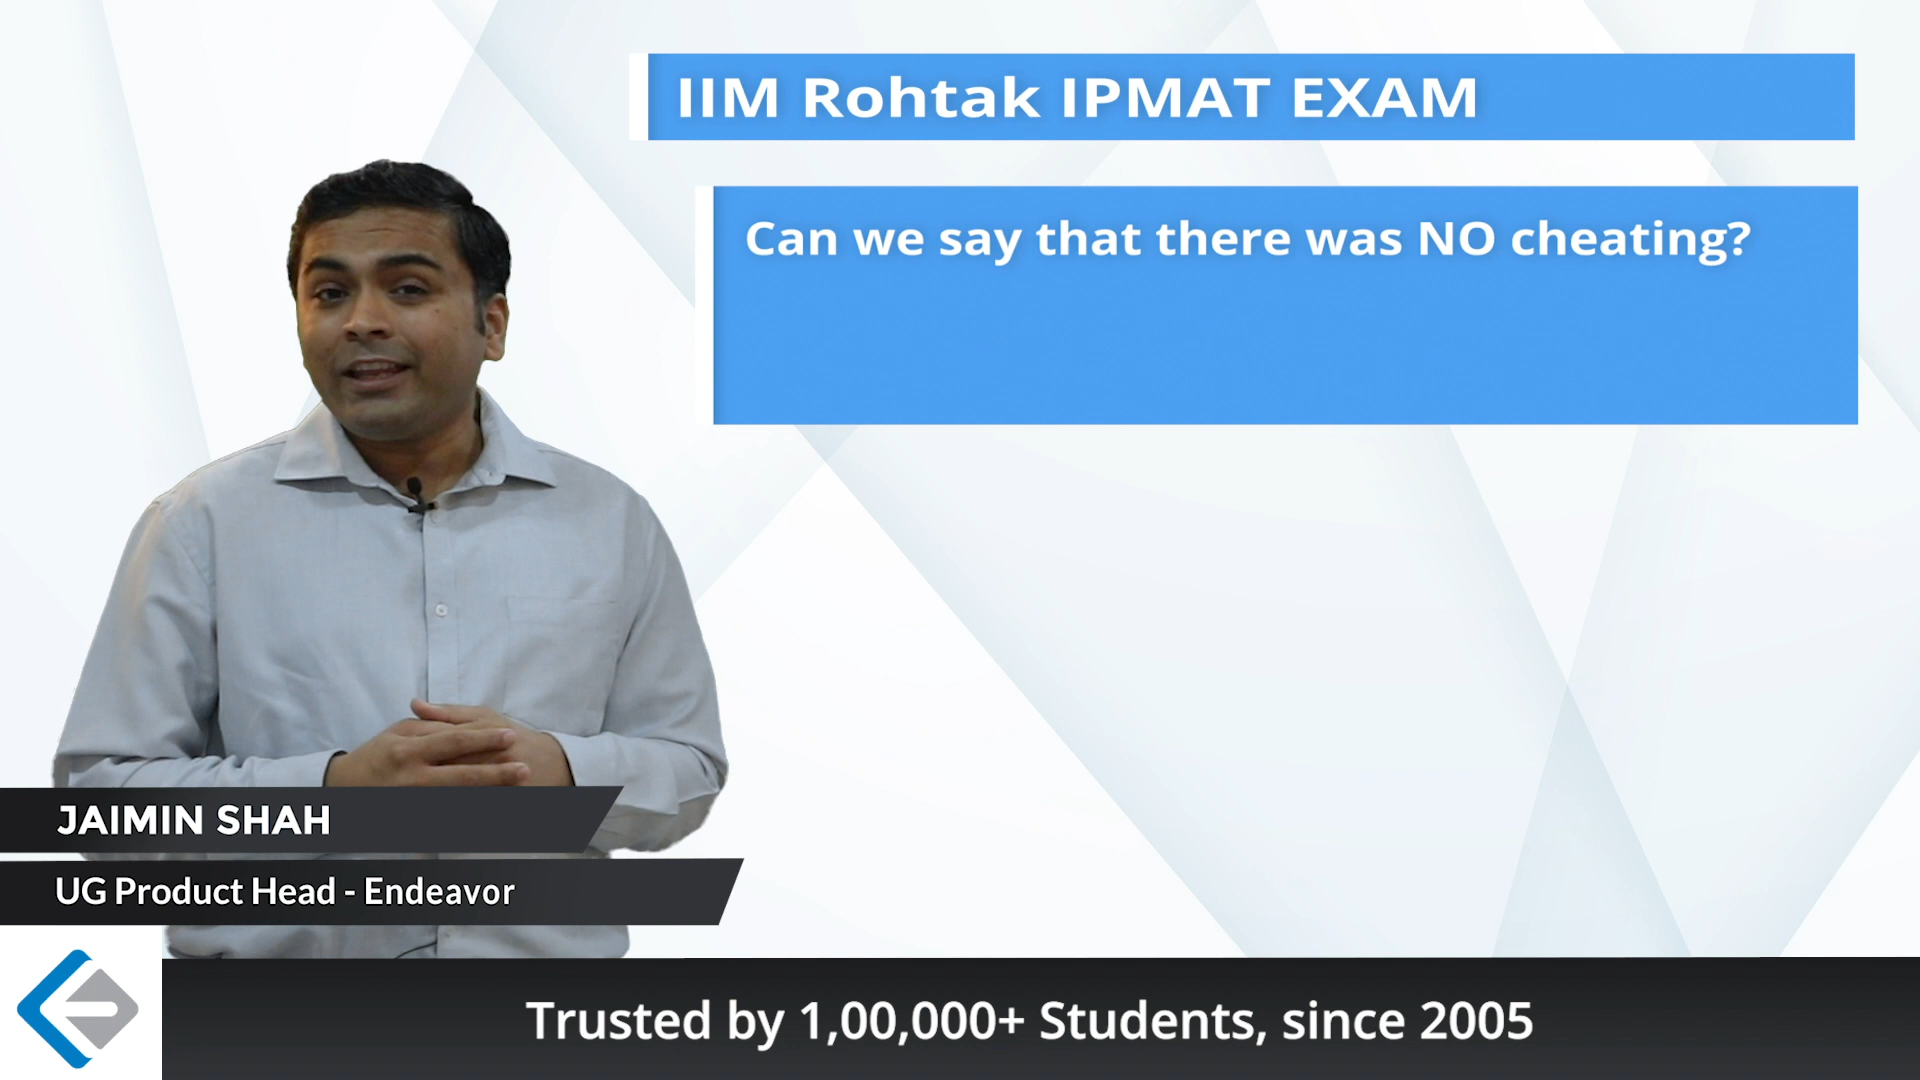 IIM Rohtak IPMAT EXAM
Can we say that there was NO cheating?
JAIMIN SHAH
UG Product Head - Endeavor
Trusted by 1,00,000+ Students, since 2005